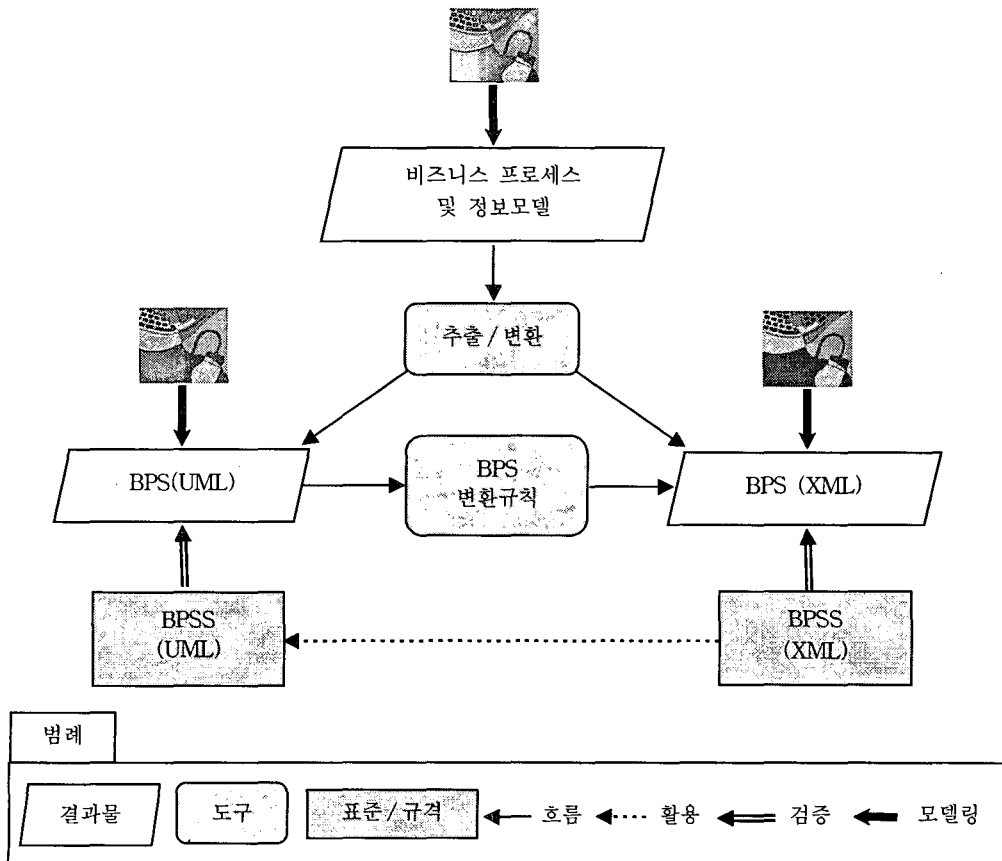 비즈니스 프로세스
및 정보모델
추출/변환
BPS(UML)
BPS
변환규칙
BPS (XML)
BPSS
(UML)
BPSS
(XML)
범례
결과물
도구
표준/규격
흐름
활용
검증
모델링